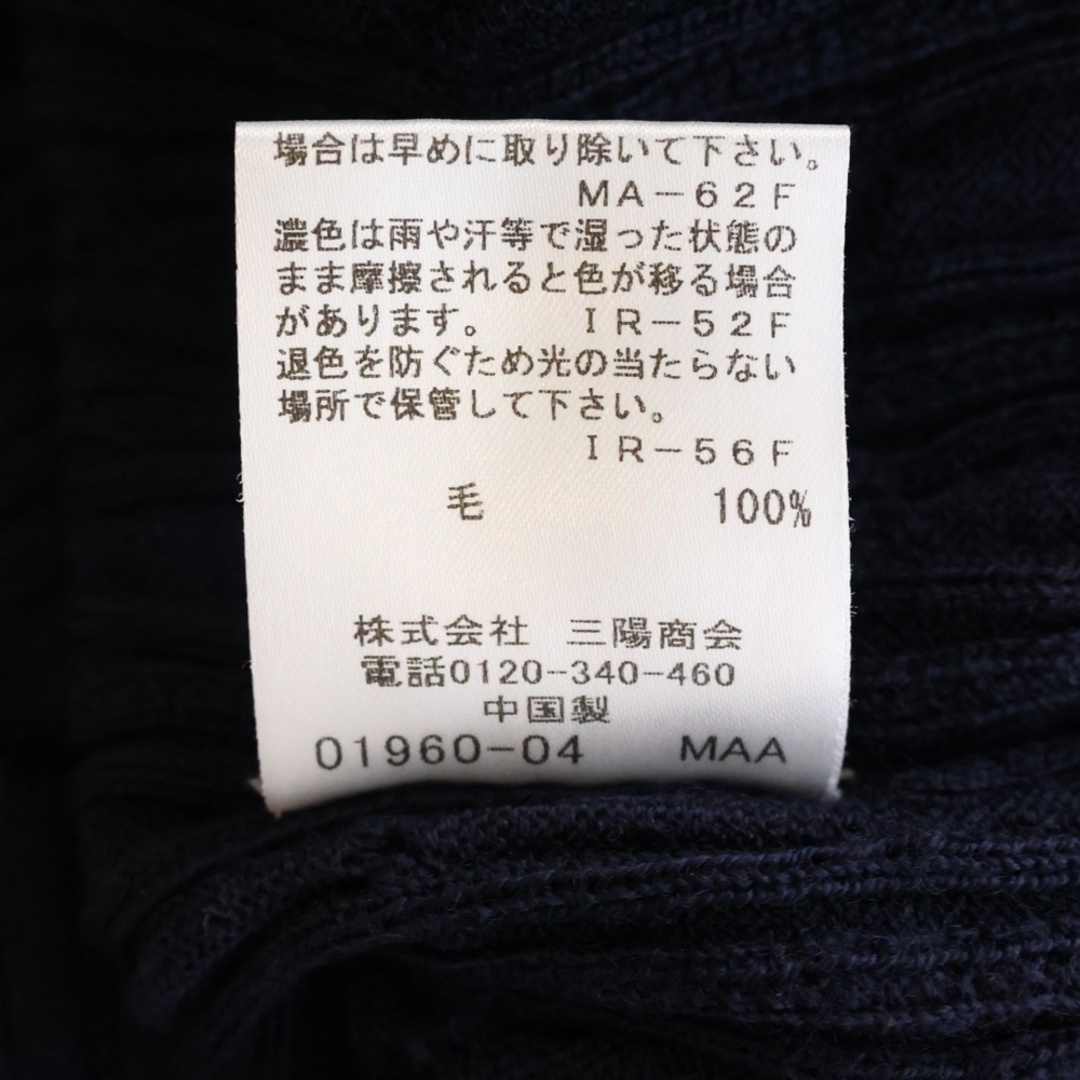 場合は早めに取り除いて下さい。
MA-62F
濃色は雨や汗等で湿った状態の
まま摩擦されると色が移る場合
があります。 IR-52F
退色を防ぐため光の当たらない
場所で保管して下さい。
IR-56F
毛 100%
株式会社 三陽商会
電話0120-340-460
中国製
01960-04 MAA